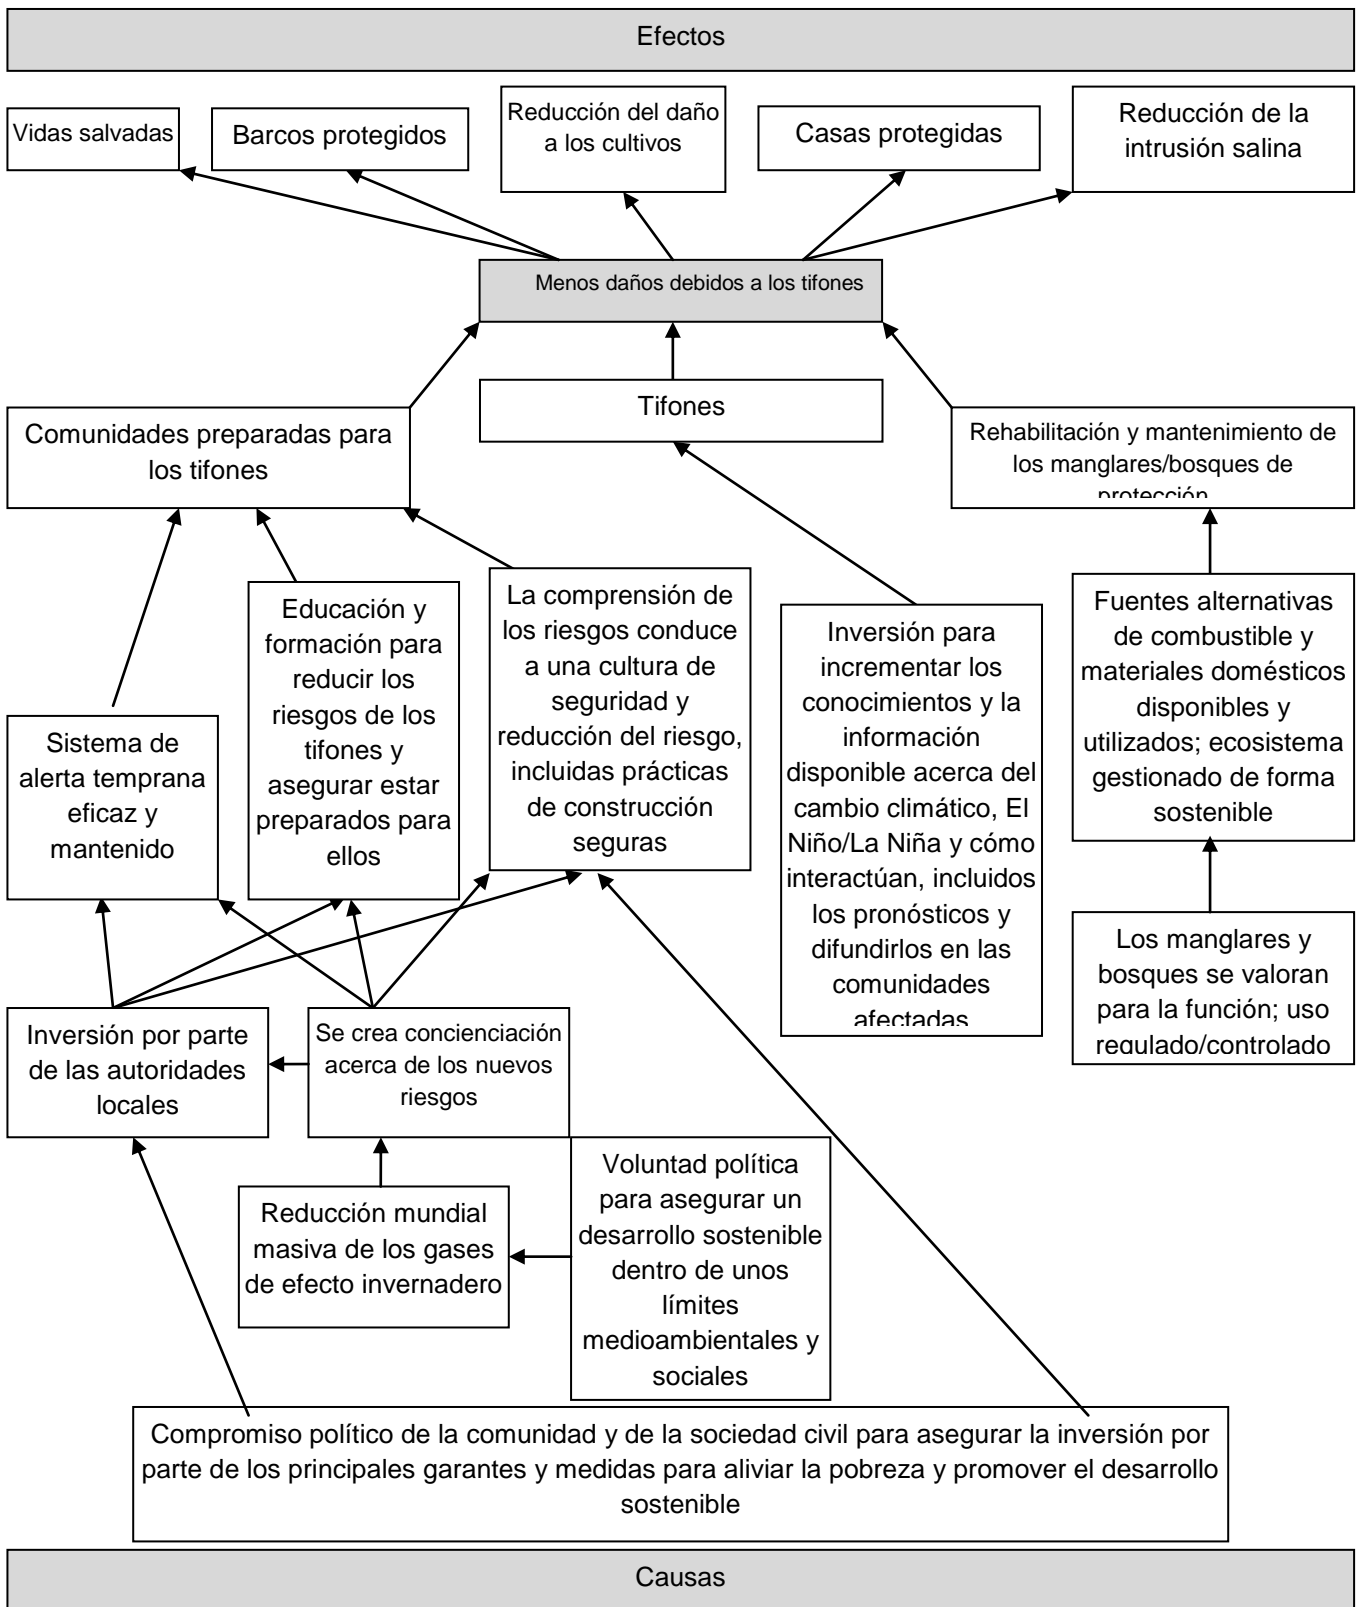 Efectos
Vidas salvadas
Barcos protegidos
Reducción del daño
a los cultivos
Casas protegidas
Reducción de la
intrusión salina
Menos daños debidos a los tifones
Tifones
Comunidades preparadas para
los tifones
Rehabilitación y mantenimiento de
los manglares/bosques de
protección
Sistema de
alerta temprana
eficaz y
mantenido
Educación y
formación para
reducir los
riesgos de los
tifones y
asegurar estar
preparados para
ellos
La comprensión de
los riesgos conduce
a una cultura de
seguridad y
reducción del riesgo,
incluidas prácticas
de construcción
seguras
Inversión para
incrementar los
conocimientos y la
información
disponible acerca del
cambio climático, El
Niño/La Niña y cómo
interactúan, incluidos
los pronósticos y
difundirlos en las
comunidades
afectadas
Fuentes alternativas
de combustible y
materiales domésticos
disponibles y
utilizados; ecosistema
gestionado de forma
sostenible
Los manglares y
bosques se valoran
para la función; uso
regulado/controlado
Inversión por parte
de las autoridades
locales
Se crea concienciación
acerca de los nuevos
riesgos
Reducción mundial
masiva de los gases
de efecto invernadero
Voluntad política
para asegurar un
desarrollo sostenible
dentro de unos
límites
medioambientales y
sociales
Compromiso político de la comunidad y de la sociedad civil para asegurar la inversión por
parte de los principales garantes y medidas para aliviar la pobreza y promover el desarrollo
sostenible
Causas